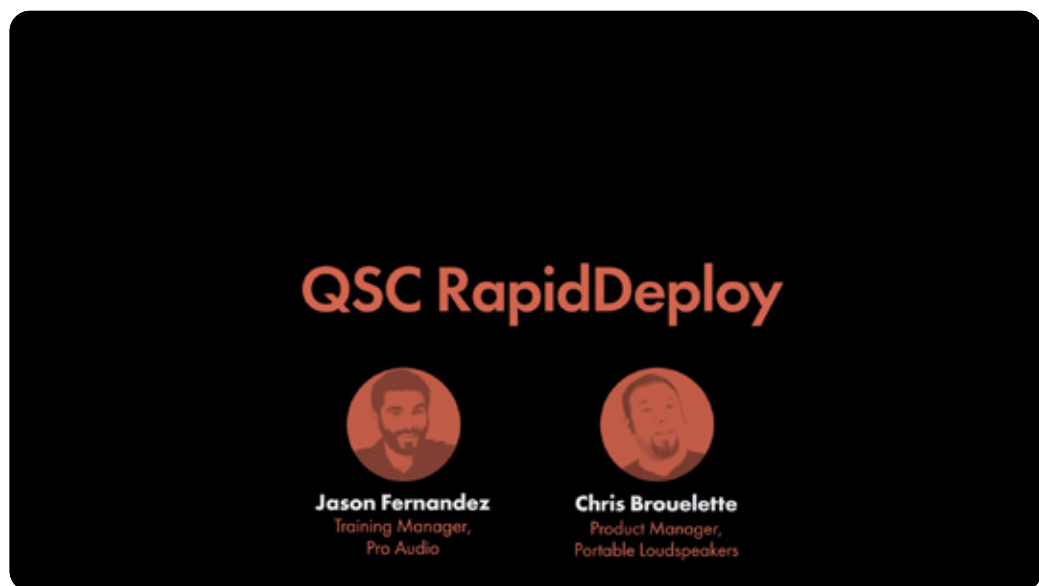 QSC RapidDeploy
Jason Fernandez
Training Manager,
Pro Audio
Chris Brouelette
Product Manager,
Portable Loudspeakers